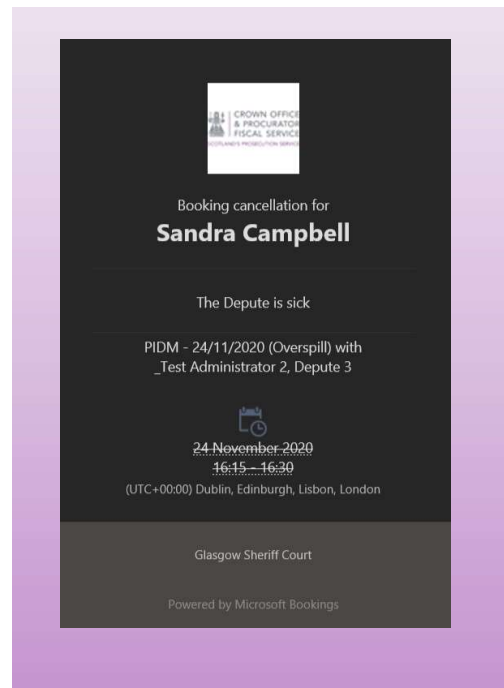 CROWN OFFICE
& PROCURATOR
FISCAL SERVICE
SCOTLAND'S PROSECUTION SERVICE
Booking cancellation for
Sandra Campbell
The Depute is sick
PIDM - 24/11/2020 (Overspill) with
_Test Administrator 2, Depute 3
24 November 2020
16:15 - 16:30
(UTC+00:00) Dublin, Edinburgh, Lisbon, London
Glasgow Sheriff Court
Powered by Microsoft Bookings